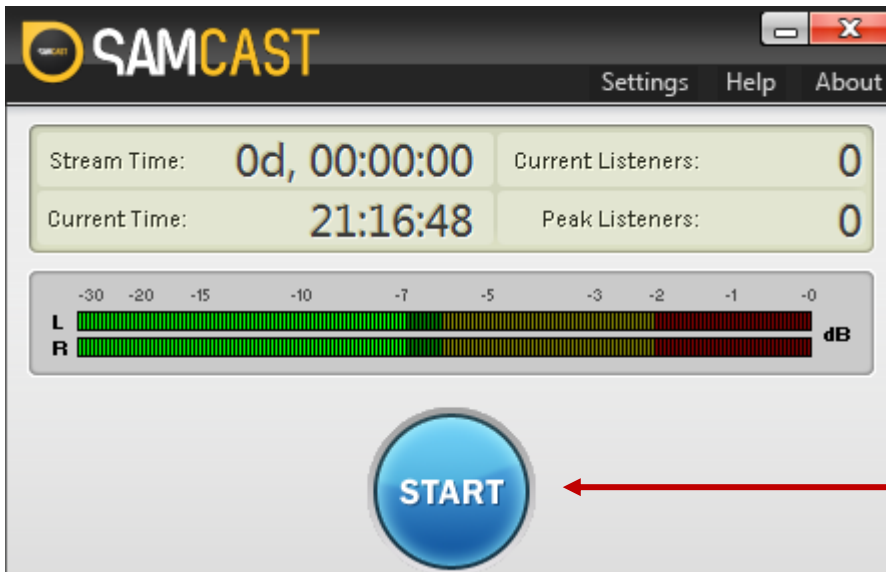 SAMCAST
Settings Help About
Stream Time: 0d, 00:00:00 Current Listeners: 0
Current Time: 21:16:48 Peak Listeners: 0
-30 -20 -15 -10 -7 -5 -3 -2 -1 -0
L
dB
R
START